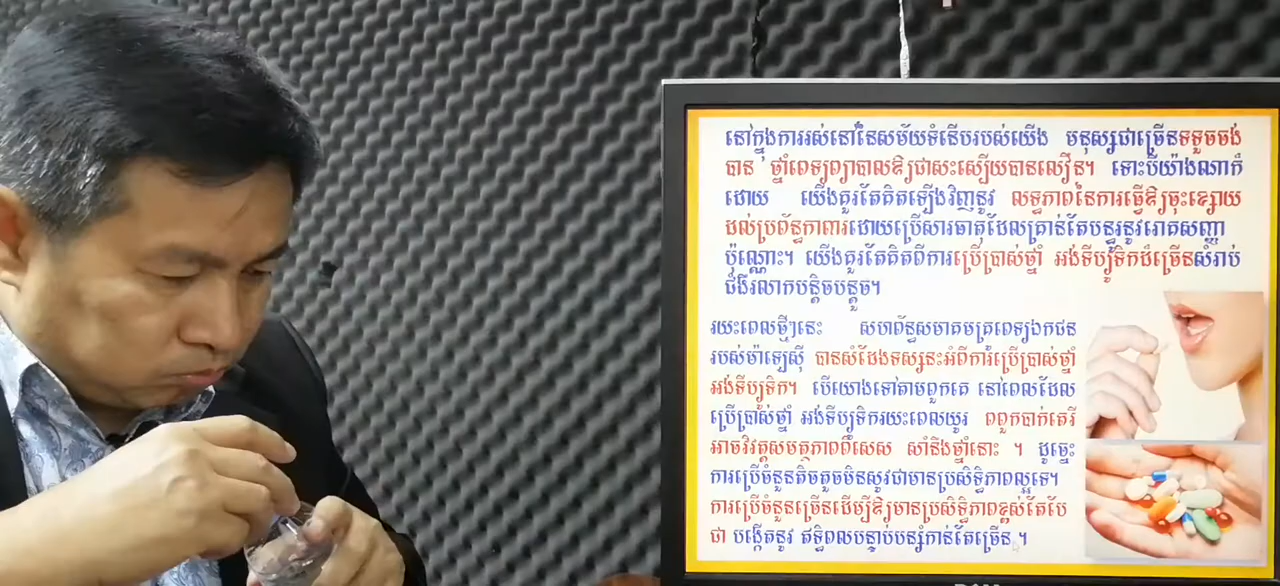 នៅក្នុងការរស់នៅនៃសម័យទំនើបរបស់យើង មនុស្សជាច្រើនទទួចចង់
បាន ថ្នាំពេទ្យព្យាបាលឱ្យជាសះស្បើយបានលឿន។ ទោះបីយ៉ាងណាក៏
ដោយ យើងគួរតែគិតឡើងវិញនូវ លទ្ធភាពនៃការធ្វើឱ្យចុះខ្សោយ
ដល់ប្រព័ន្ធភាពារដោយប្រើសារធាតុដែលគ្រាន់តែបន្ធូរនូវរោគសញ្ញា
ប៉ុណ្ណោះ។ យើងគួរតែគិតពីការប្រើប្រាស់ថ្នាំ អង់ទីប្យូទិកដ៏ច្រើនសំរាប់
ជំងឺរលាកបន្តិចបន្តួច។
រយះពេលថ្មីៗនេះ សហព័ន្ធសមាគមគ្រូពេទ្យឯកជន
របស់ម៉ាឡេស៊ី បានសំដែងទស្សនះអំពីការប្រើប្រាស់ថ្នាំ
អង់ទីប្យូទិក។ បើយោងទៅតាមពួកគេ នៅពេលដែល
ប្រើប្រាស់ថ្នាំ អង់ទីប្យូទិករយះពេលយូរ ពពួកបាក់តេរី
អាចវិវត្តសមត្ថភាពពិសេស សាំនិងថ្នាំនោះ ។ ដូច្នេះ
ការប្រើចំនួនតិចតួចមិនសូវជាមានប្រសិទ្ធិភាពល្អទេ។
ការប្រើចំនួនច្រើនដើម្បីឱ្យមានប្រសិទ្ធិភាពខ្ពស់តែបែ
ជា បង្កើតនូវ ឥទ្ធិពលបន្ទាប់បន្សំកាន់តែច្រើន ។